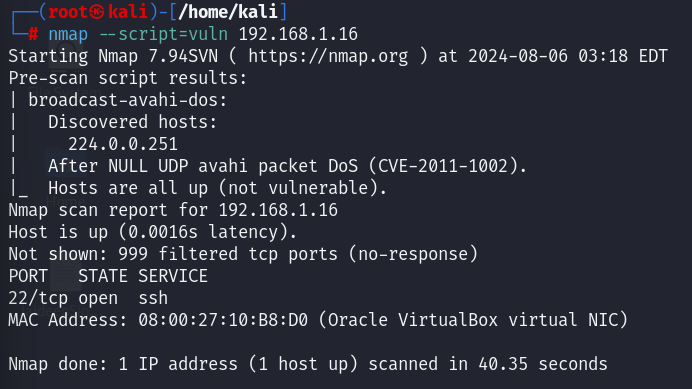 ┌──(root㉿kali)-[/home/kali]
└─# nmap --script=vuln 192.168.1.16
Starting Nmap 7.94SVN ( https://nmap.org ) at 2024-08-06 03:18 EDT
Pre-scan script results:
| broadcast-avahi-dos:
|   Discovered hosts:
|     224.0.0.251
|   After NULL UDP avahi packet DoS (CVE-2011-1002).
|_  Hosts are all up (not vulnerable).
Nmap scan report for 192.168.1.16
Host is up (0.0016s latency).
Not shown: 999 filtered tcp ports (no-response)
PORT   STATE SERVICE
22/tcp open  ssh
MAC Address: 08:00:27:10:B8:D0 (Oracle VirtualBox virtual NIC)

Nmap done: 1 IP address (1 host up) scanned in 40.35 seconds